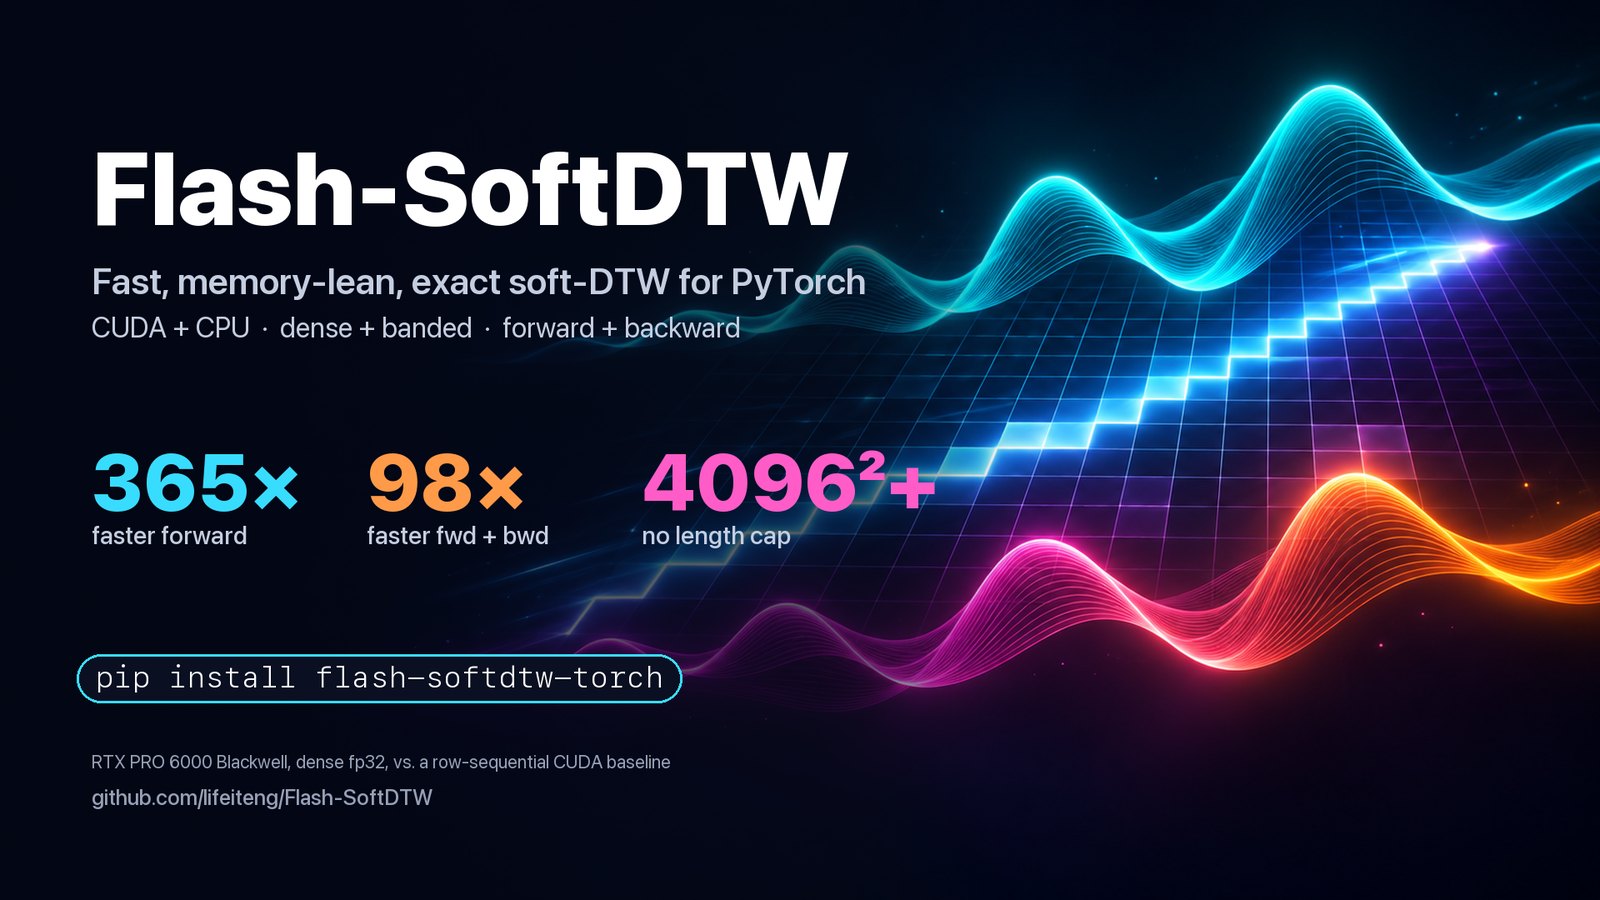 Flash-SoftDTW
Fast, memory-lean, exact soft-DTW for PyTorch
CUDA + CPU · dense + banded · forward + backward
365× 98× 4096²+
faster forward faster fwd + bwd no length cap
pip install flash-softdtw-torch
RTX PRO 6000 Blackwell, dense fp32, vs. a row-sequential CUDA baseline
github.com/lifeiteng/Flash-SoftDTW